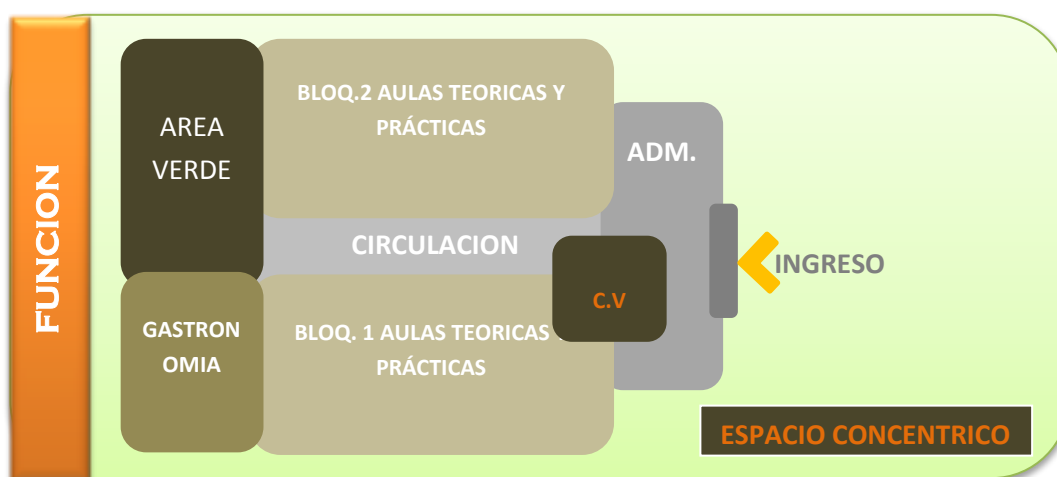 FUNCION
AREA
VERDE
BLOQ.2 AULAS TEORICAS Y
PRÁCTICAS
ADM.
CIRCULACION
INGRESO
C.V
GASTRON
OMIA
BLOQ. 1 AULAS TEORICAS
PRÁCTICAS
ESPACIO CONCENTRICO